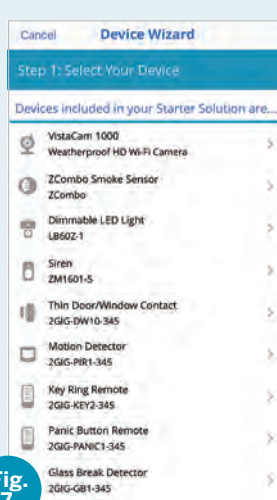 Cancel Device Wizard
Step 1: Select Your Device
Devices included in your Starter Solution are...
VistaCam 1000
Weatherproof HD Wi-Fi Camera
ZCombo Smoke Sensor
ZCombo
Dimmable LED Light
LB60Z-1
Siren
ZM1601-5
Thin Door/Window Contact
2GIG-DW10-345
Motion Detector
2GIG-PIR1-345
Key Ring Remote
2GIG-KEY2-345
Panic Button Remote
2GIG-PANIC1-345
Glass Break Detector
2GIG-GB1-345
Fig.
7